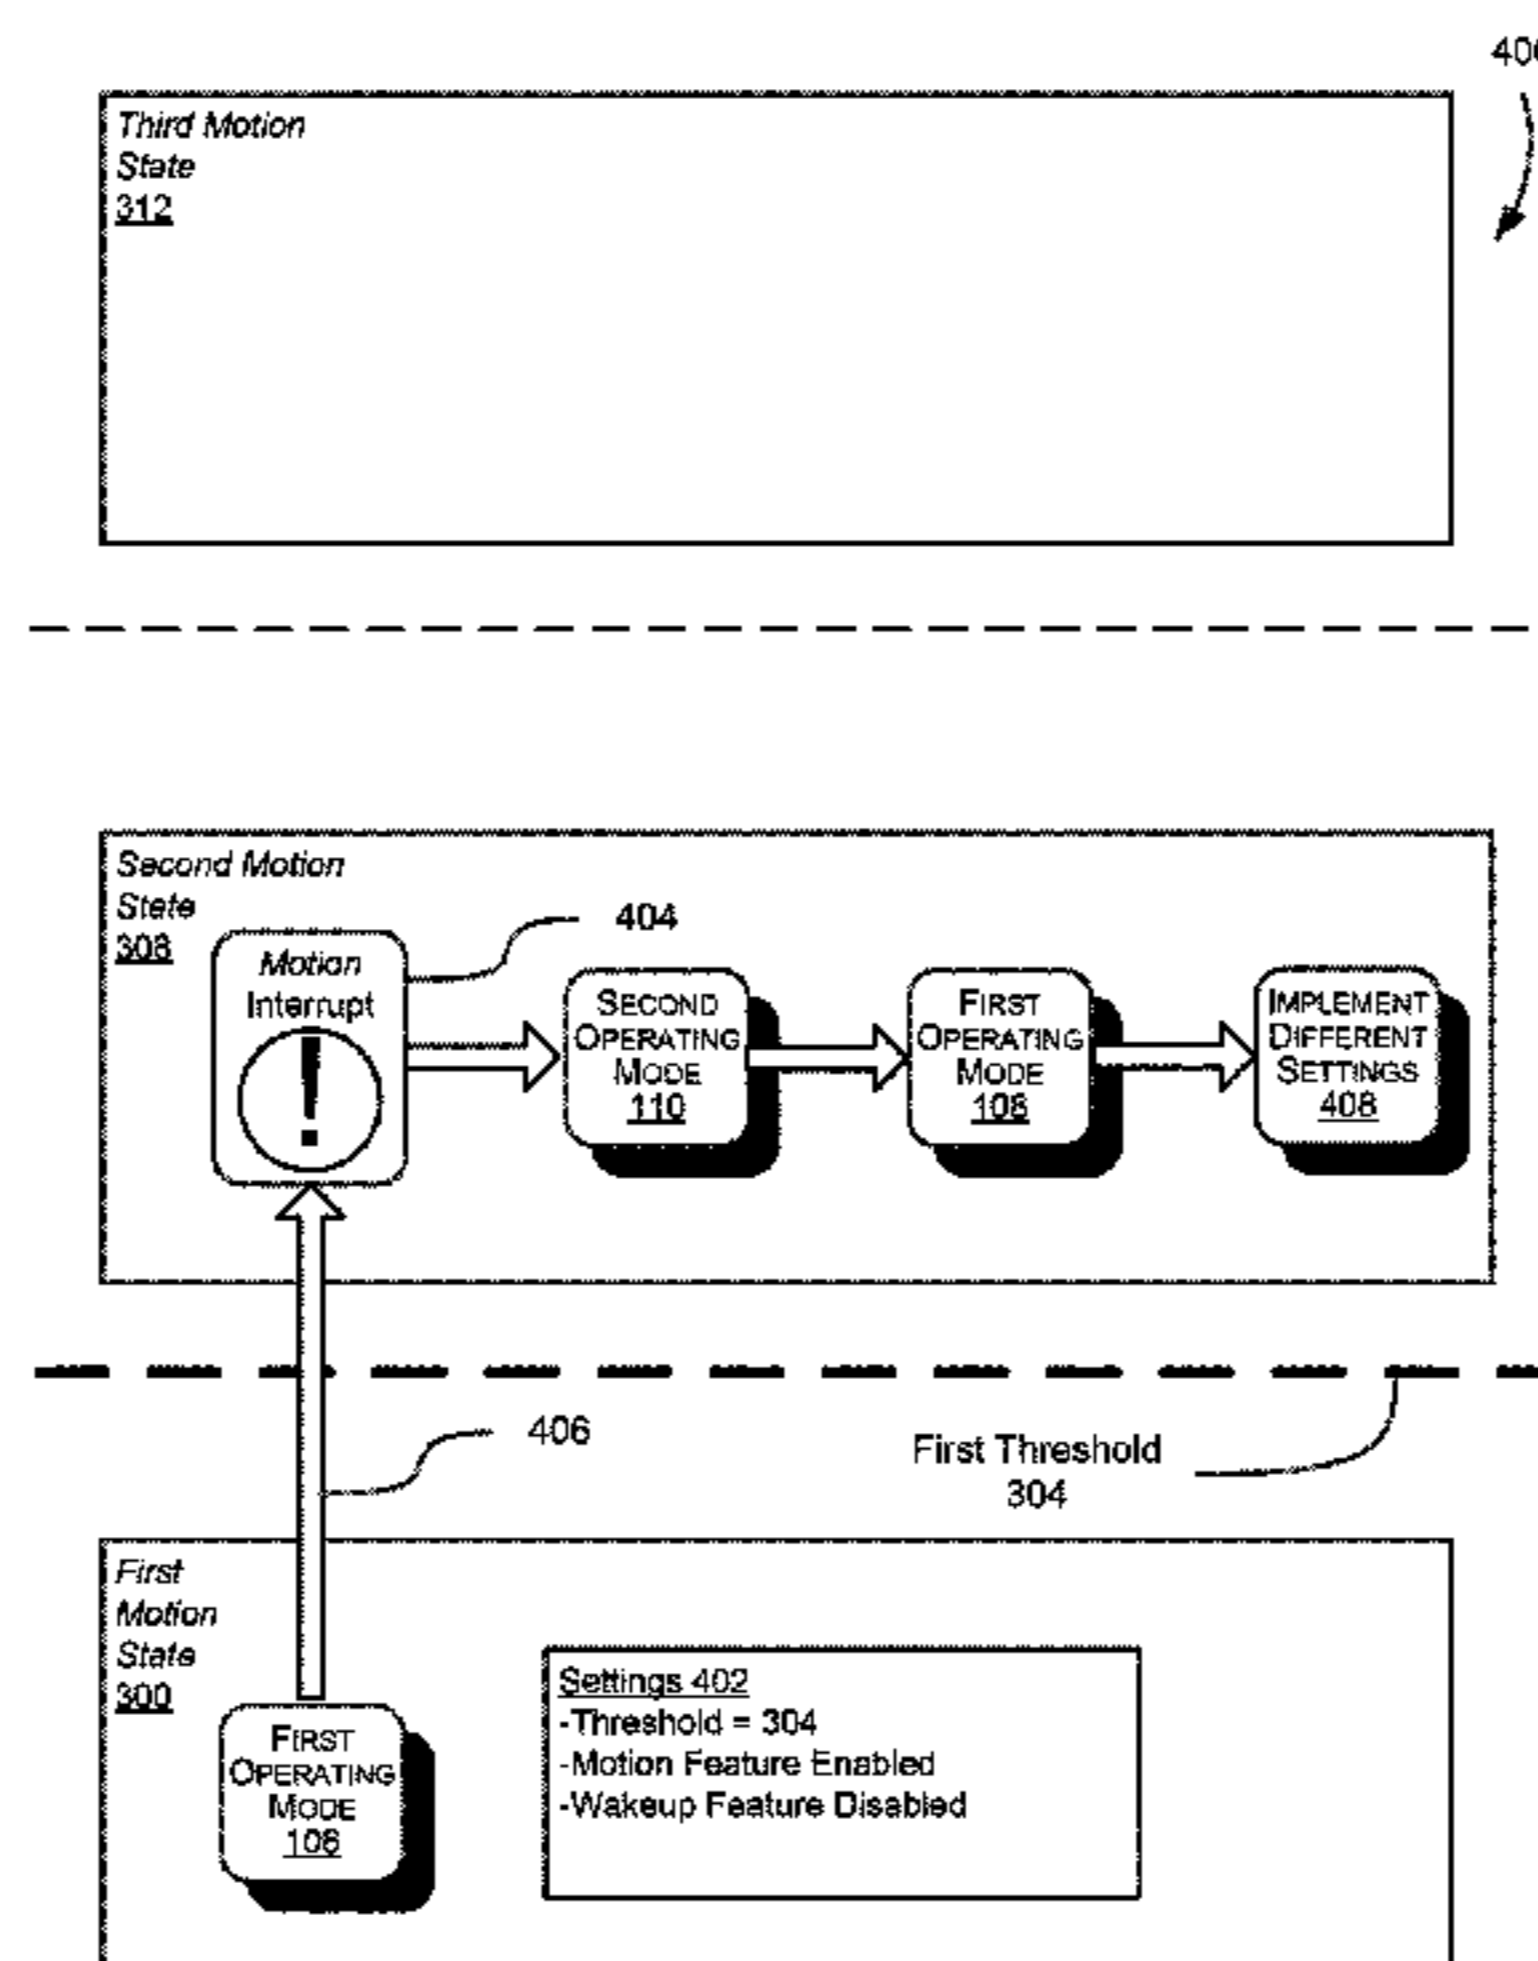 400
Third Motion
State
312
Second Motion
State
308
404
Motion
Interrupt
!
SECOND
OPERATING
MODE
110
FIRST
OPERATING
MODE
108
IMPLEMENT
DIFFERENT
SETTINGS
408
406
First Threshold
304
First
Motion
State
300
FIRST
OPERATING
MODE
108
Settings 402
-Threshold = 304
-Motion Feature Enabled
-Wakeup Feature Disabled